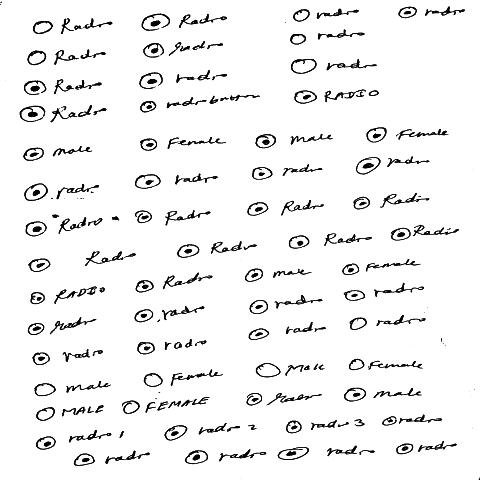 Radio Radio radio radio
Radio Radio radio
Radio radio radio
Radio radio button RADIO
male Female male Female
radio radio radio radio
"Radio" Radio Radio Radio
Radio Radio Radio Radio
RADIO Radio male Female
radio radio radio radio
radio radio radio radio
male Female Male Female
MALE FEMALE male
radio 1 radio 2 radio 3 radio
radio radio radio radio